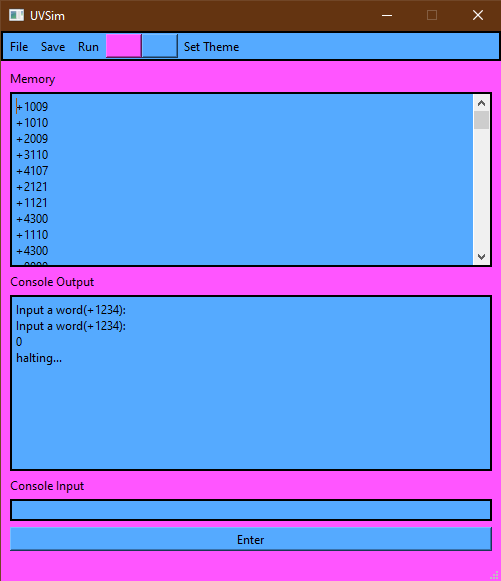 UVSim
File Save Run Set Theme
Memory
+1009
+1010
+2009
+3110
+4107
+2121
+1121
+4300
+1110
+4300
Console Output
Input a word(+1234):
Input a word(+1234):
0
halting...
Console Input
Enter